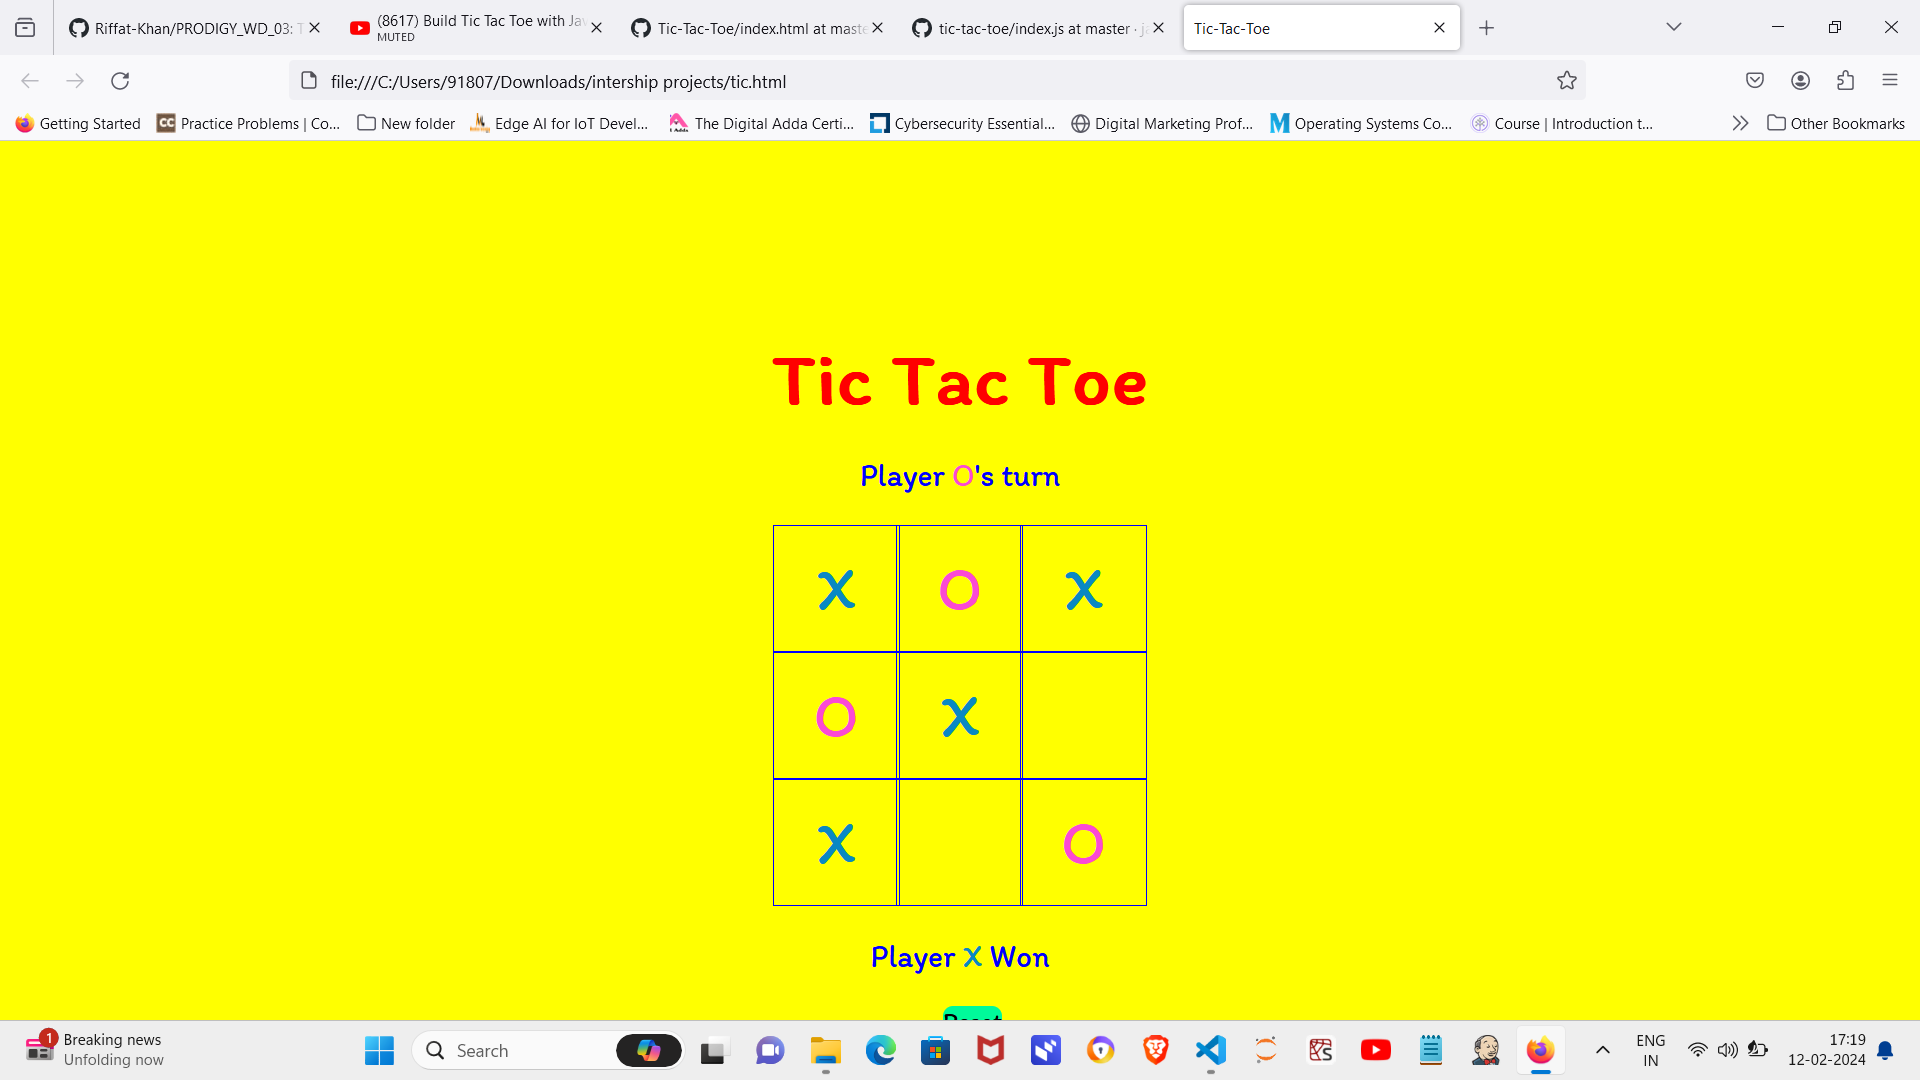 Riffat-Khan/PRODIGY_WD_03: T
(8617) Build Tic Tac Toe with Jav
MUTED
Tic-Tac-Toe/index.html at maste
tic-tac-toe/index.js at master · ja
Tic-Tac-Toe
file:///C:/Users/91807/Downloads/intership projects/tic.html
Getting Started
CC
Practice Problems | Co...
New folder
Edge AI for IoT Devel...
The Digital Adda Certi...
Cybersecurity Essential...
Digital Marketing Prof...
M
Operating Systems Co...
Course | Introduction t...
Other Bookmarks
Tic Tac Toe
Player O's turn
X O X
O X
X O
Player X Won
Reset
1
Breaking news
Unfolding now
Search
ENG
IN
17:19
12-02-2024